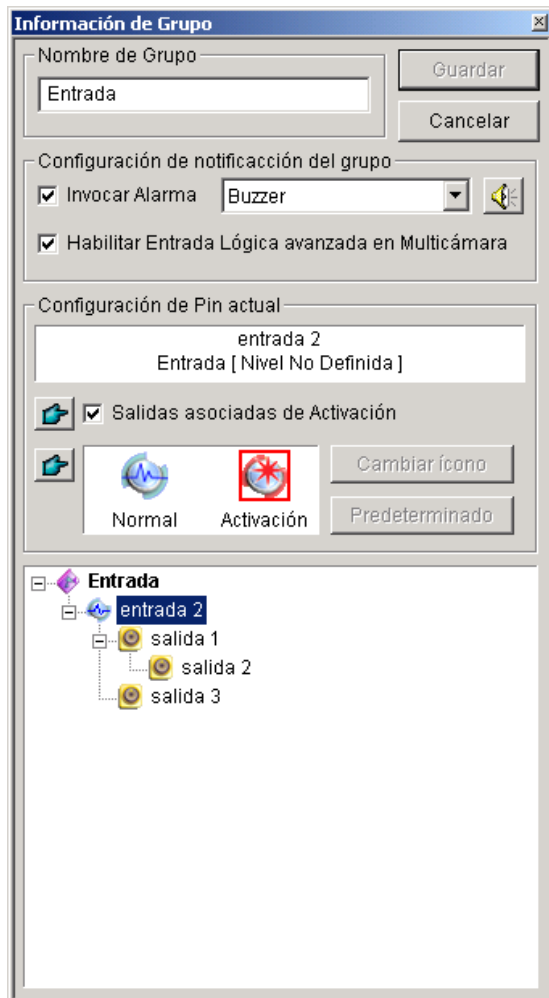 Información de Grupo
Nombre de Grupo
Guardar
Entrada
Cancelar
Configuración de notificacción del grupo
Invocar Alarma
Buzzer
Habilitar Entrada Lógica avanzada en Multicámara
Configuración de Pin actual
entrada 2
Entrada [ Nivel No Definida ]
Salidas asociadas de Activación
Cambiar ícono
Normal
Activación
Predeterminado
Entrada
entrada 2
salida 1
salida 2
salida 3